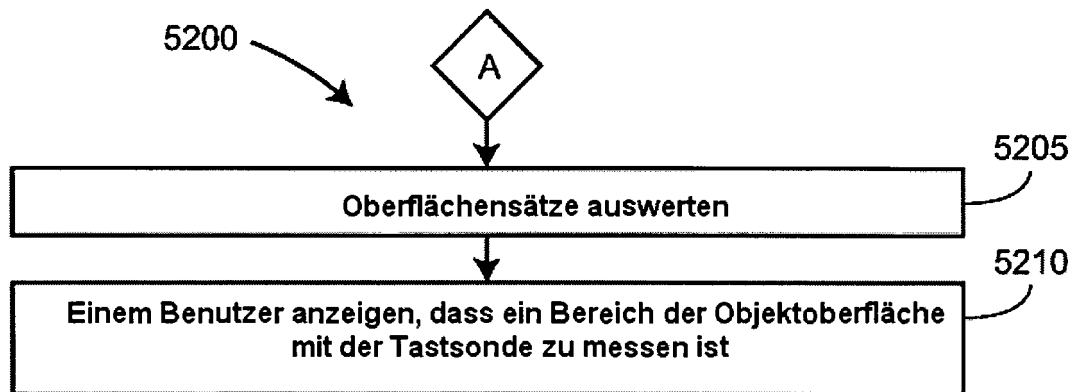 5200
A
5205
Oberflächensätze auswerten
5210
Einem Benutzer anzeigen, dass ein Bereich der Objektoberfläche
mit der Tastsonde zu messen ist